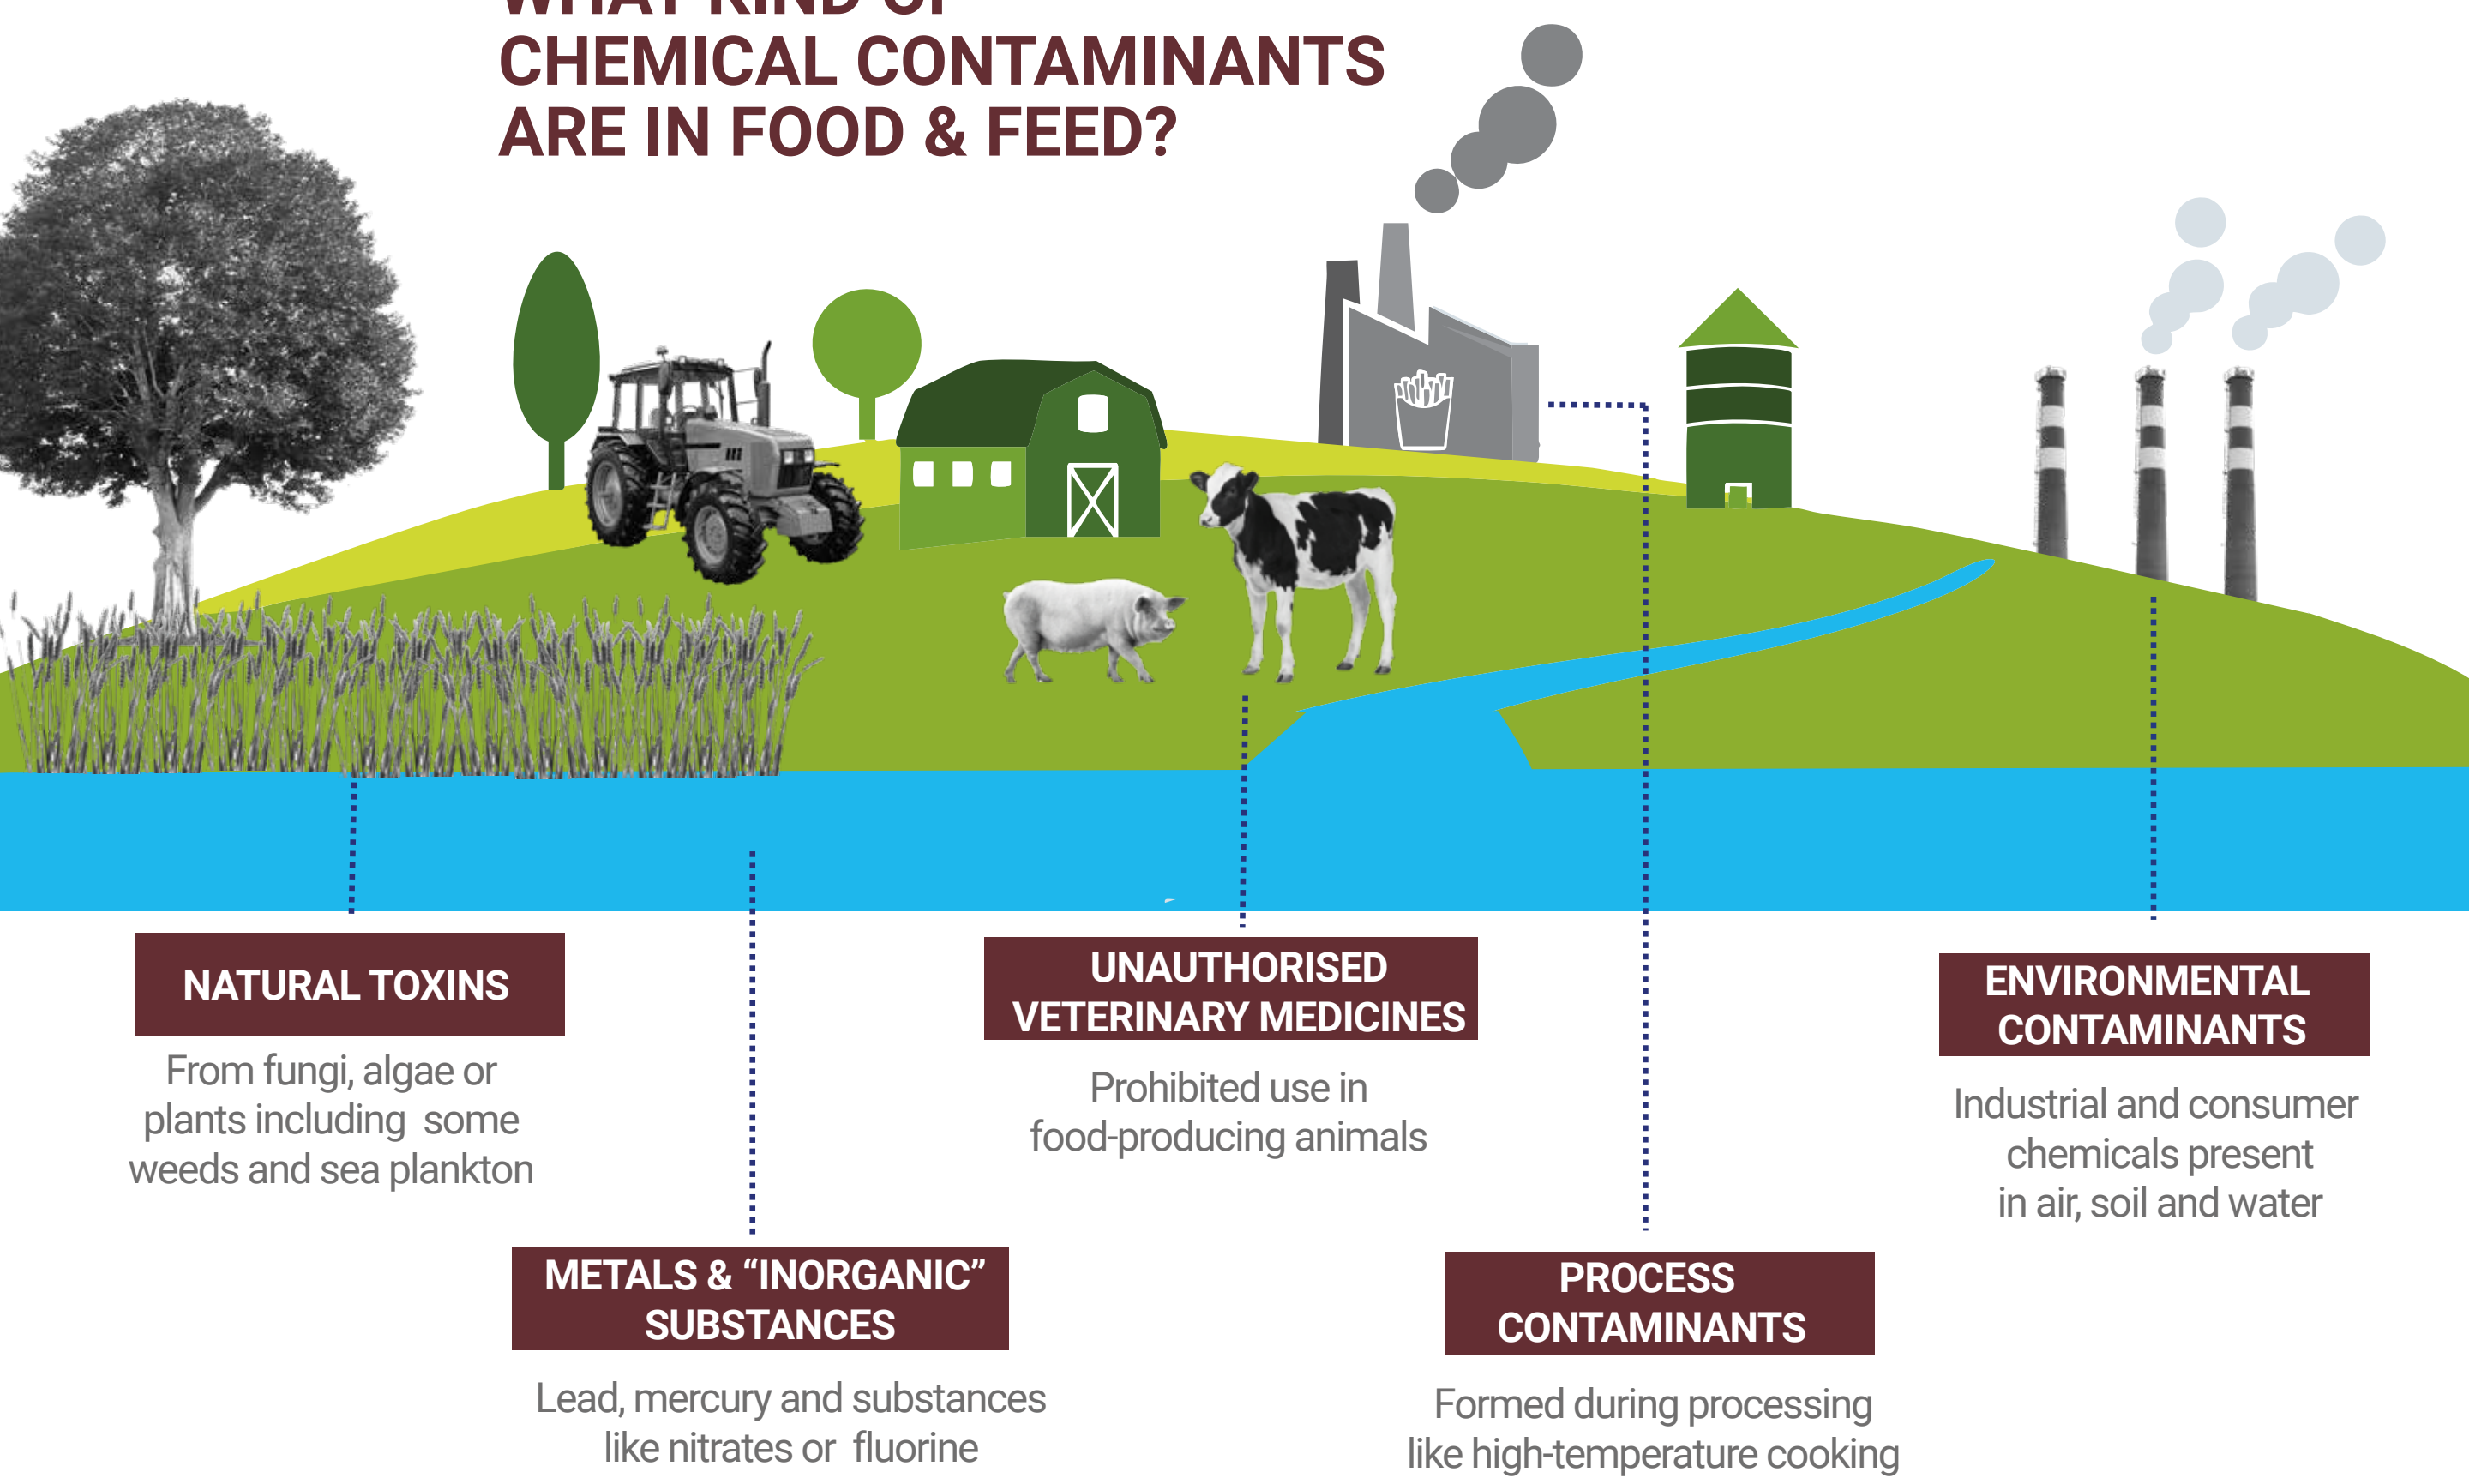 WHAT KIND OF
CHEMICAL CONTAMINANTS
ARE IN FOOD & FEED?
NATURAL TOXINS
From fungi, algae or
plants including some
weeds and sea plankton
METALS & “INORGANIC”
SUBSTANCES
Lead, mercury and substances
like nitrates or fluorine
UNAUTHORISED
VETERINARY MEDICINES
Prohibited use in
food-producing animals
PROCESS
CONTAMINANTS
Formed during processing
like high-temperature cooking
ENVIRONMENTAL
CONTAMINANTS
Industrial and consumer
chemicals present
in air, soil and water